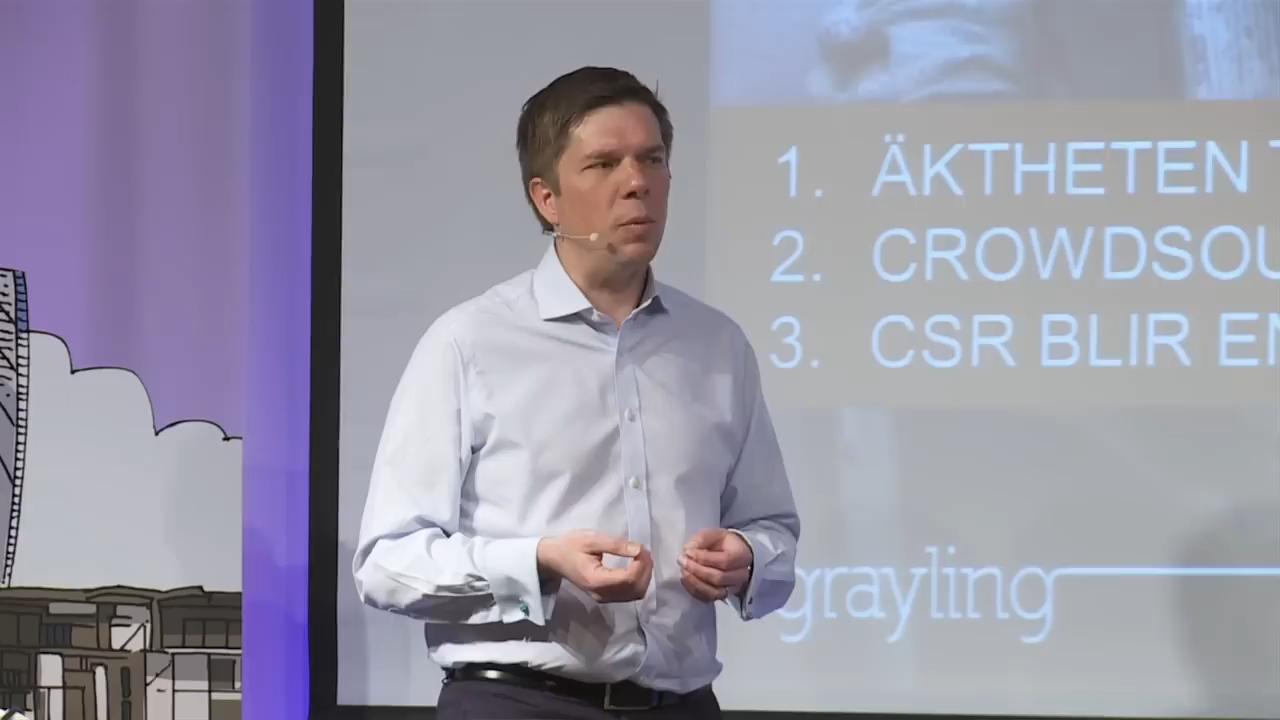 1. ÄKTHETEN
2. CROWDSOU
3. CSR BLIR EN
grayling